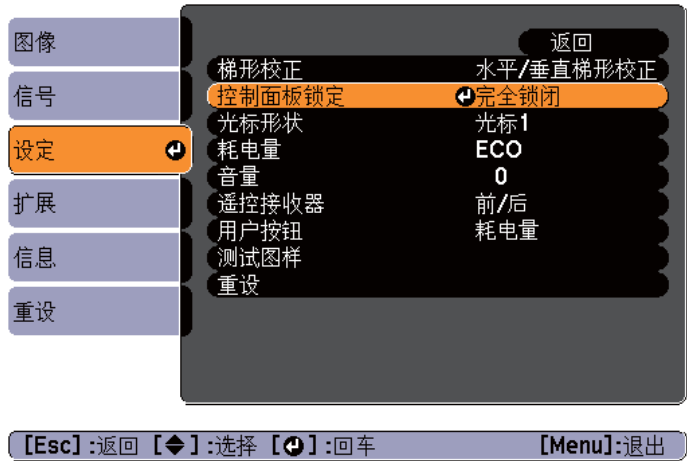 图像
信号
设定
扩展
信息
重设
返回
梯形校正 水平/垂直梯形校正
控制面板锁定 完全锁闭
光标形状 光标1
耗电量 ECO
音量 0
遥控接收器 前/后
用户按钮 耗电量
测试图样
重设
[Esc]:返回 [◆]:选择 [⏎]:回车 [Menu]:退出